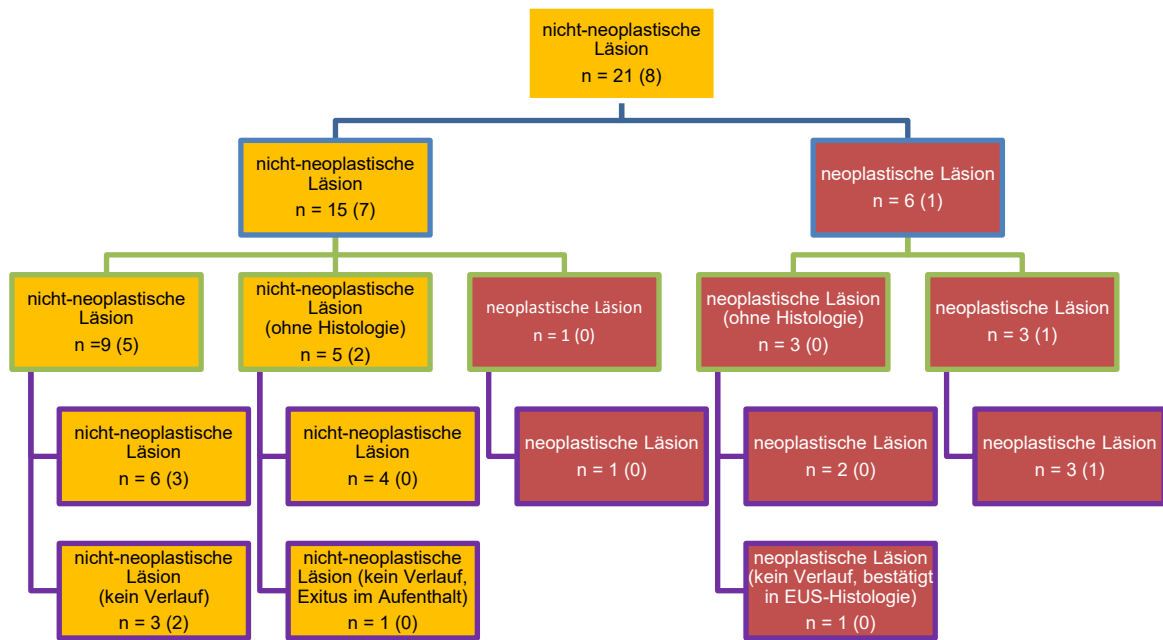 nicht-neoplastische
Läsion
n = 21 (8)
nicht-neoplastische
Läsion
n = 15 (7)
neoplastische Läsion
n = 6 (1)
nicht-neoplastische
Läsion
n =9 (5)
nicht-neoplastische
Läsion
(ohne Histologie)
n = 5 (2)
neoplastische Läsion
n = 1 (0)
neoplastische Läsion
(ohne Histologie)
n = 3 (0)
neoplastische Läsion
n = 3 (1)
nicht-neoplastische
Läsion
n = 6 (3)
nicht-neoplastische
Läsion
n = 4 (0)
neoplastische Läsion
n = 1 (0)
neoplastische Läsion
n = 2 (0)
neoplastische Läsion
n = 3 (1)
nicht-neoplastische
Läsion
(kein Verlauf)
n = 3 (2)
nicht-neoplastische
Läsion (kein Verlauf,
Exitus im Aufenthalt)
n = 1 (0)
neoplastische Läsion
(kein Verlauf, bestätigt
in EUS-Histologie)
n = 1 (0)